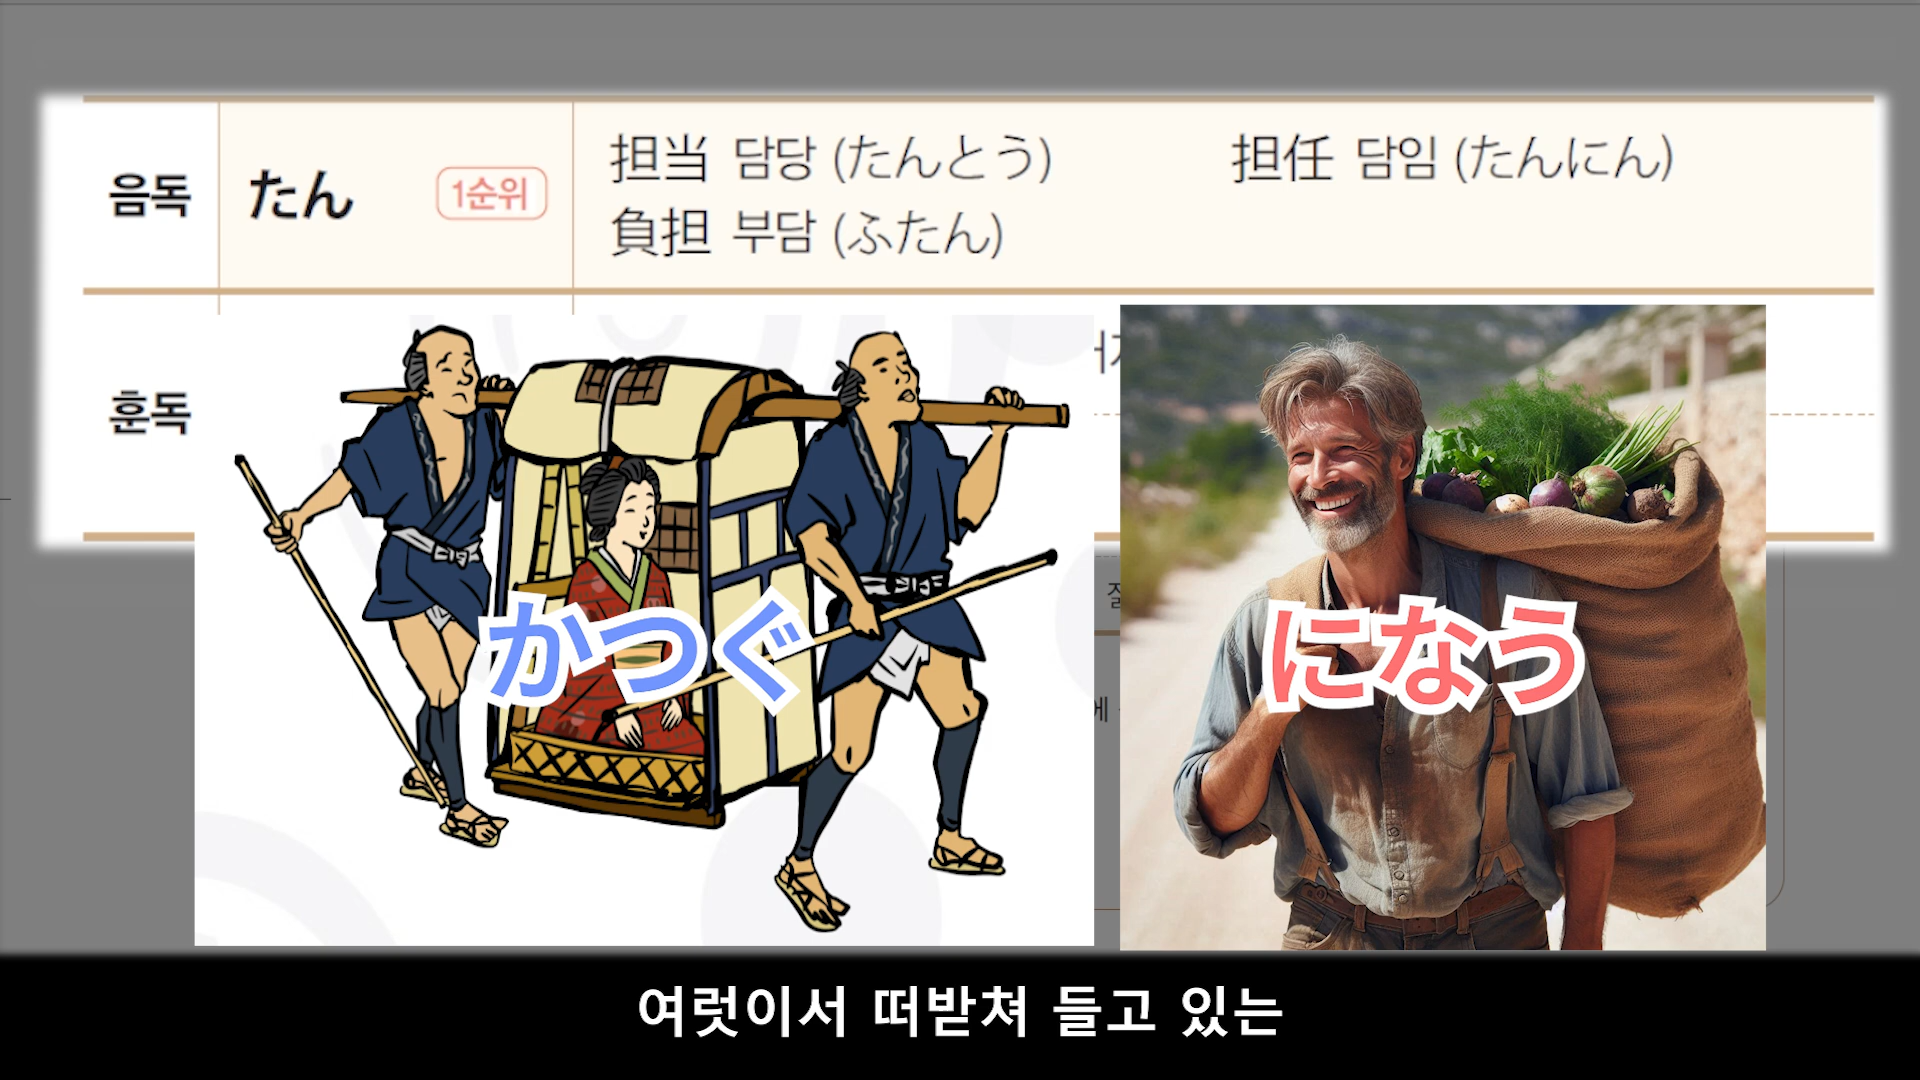 음독 たん 1순위 担当 담당 (たんとう) 担任 담임 (たんにん)
負担 부담 (ふたん)
훈독
かつぐ になう
여럿이서 떠받쳐 들고 있는